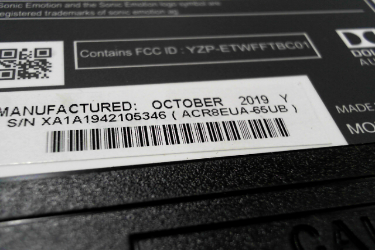 Sonic Emotion and the Sonic Emotion logo symbol are
registered trademarks of sonic emotion ag.
Contains FCC ID : YZP-ETWFFTBC01
MANUFACTURED: OCTOBER 2019 Y
S/N XA1A1942105346 ( ACR8EUA-65UB )
MADE
MO
CAU